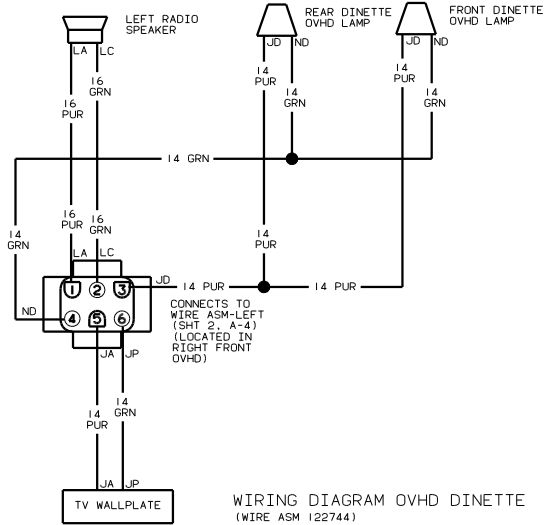 LEFT RADIO
SPEAKER
REAR DINETTE
OVHD LAMP
FRONT DINETTE
OVHD LAMP
LA
LC
JD
ND
JD
ND
16
PUR
16
GRN
14
PUR
14
GRN
14
PUR
14
GRN
14 GRN
14
GRN
16
PUR
16
GRN
14
PUR
LA
LC
JD
14 PUR
14 PUR
1
2
3
ND
4
5
6
CONNECTS TO
WIRE ASM-LEFT
(SHT 2, A-4)
(LOCATED IN
RIGHT FRONT
OVHD)
JA
JP
14
PUR
14
GRN
JA
JP
TV WALLPLATE
WIRING DIAGRAM OVHD DINETTE
(WIRE ASM 122744)